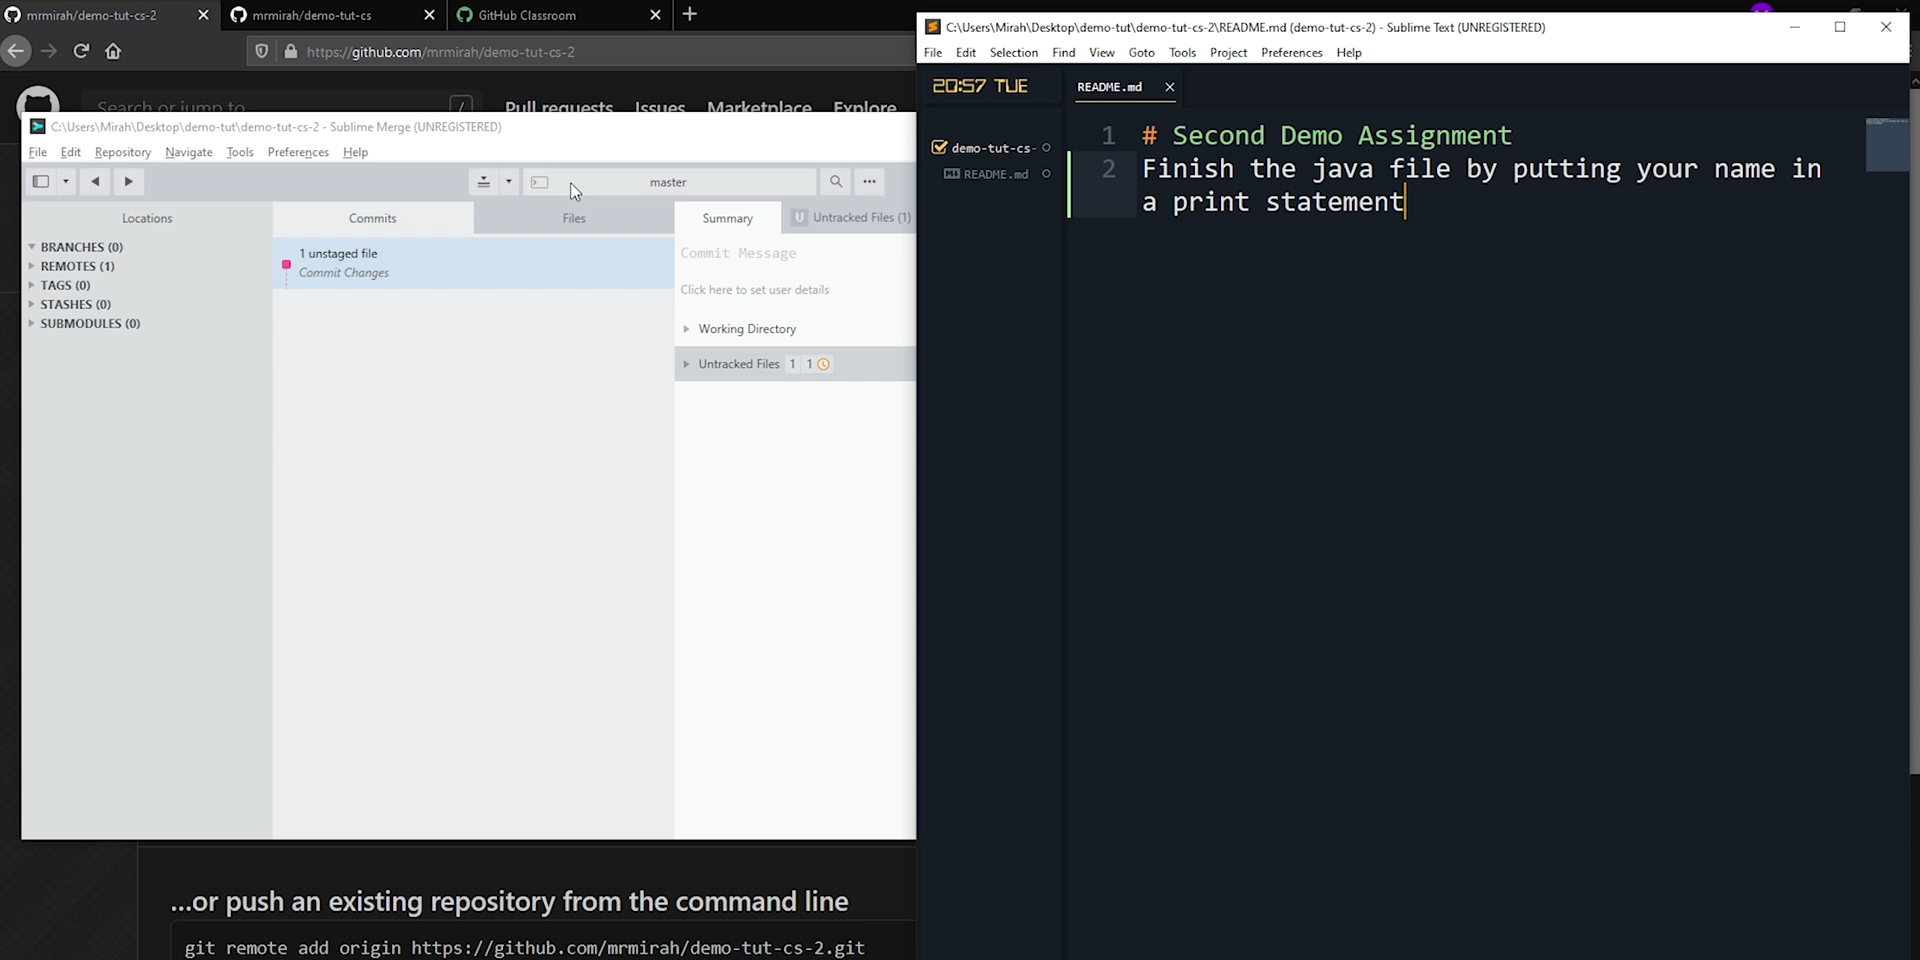 mrmirah/demo-tut-cs-2
mrmirah/demo-tut-cs
GitHub Classroom
https://github.com/mrmirah/demo-tut-cs-2
Search or jump to
/
Pull requests
Issues
Marketplace
Explore
C:\Users\Mirah\Desktop\demo-tut\demo-tut-cs-2 - Sublime Merge (UNREGISTERED)
File Edit Repository Navigate Tools Preferences Help
master
Locations
BRANCHES (0)
REMOTES (1)
TAGS (0)
STASHES (0)
SUBMODULES (0)
Commits
Files
1 unstaged file
Commit Changes
Summary
U Untracked Files (1)
Commit Message
Click here to set user details
Working Directory
Untracked Files 1 1
...or push an existing repository from the command line
git remote add origin https://github.com/mrmirah/demo-tut-cs-2.git
C:\Users\Mirah\Desktop\demo-tut\demo-tut-cs-2\README.md (demo-tut-cs-2) - Sublime Text (UNREGISTERED)
File Edit Selection Find View Goto Tools Project Preferences Help
20:57 TUE
demo-tut-cs-
README.md
README.md
1 # Second Demo Assignment
2 Finish the java file by putting your name in
a print statement